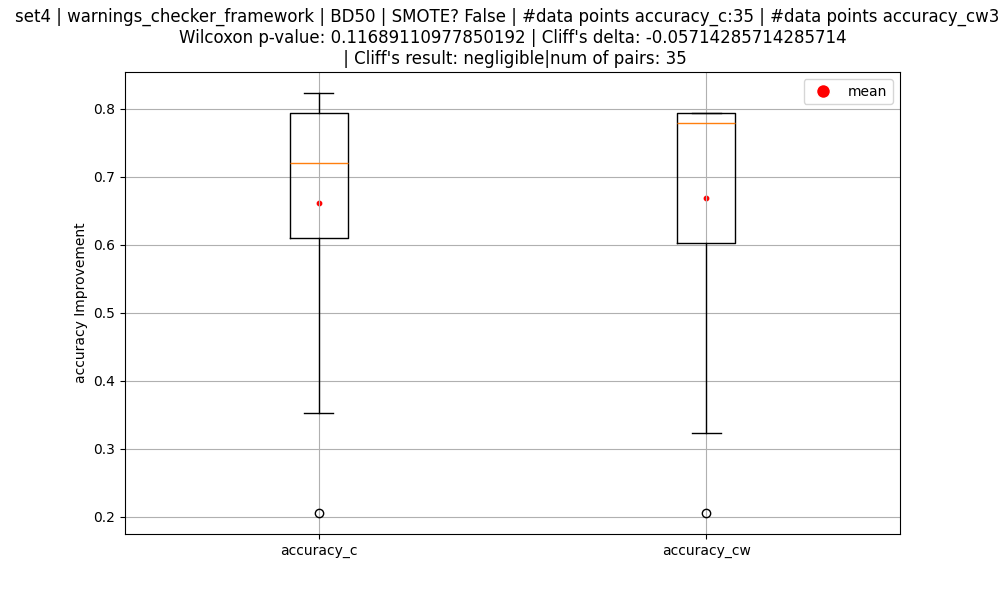 set4 | warnings_checker_framework | BD50 | SMOTE? False | #data points accuracy_c:35 | #data points accuracy_cw3
Wilcoxon p-value: 0.11689110977850192 | Cliff's delta: -0.05714285714285714
| Cliff's result: negligible|num of pairs: 35
mean
accuracy Improvement
0.8
0.7
0.6
0.5
0.4
0.3
0.2
accuracy_c
accuracy_cw